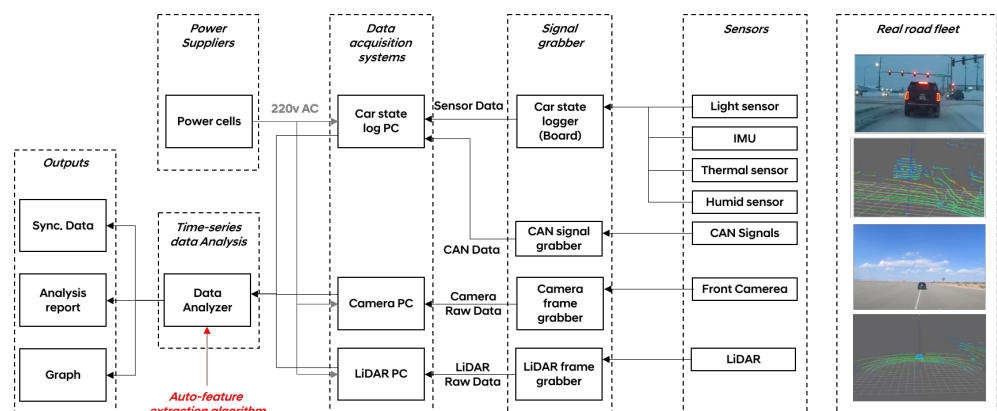 Power
Suppliers
Data
acquisition
systems
Signal
grabber
Sensors
Real road fleet
220v AC
Power cells
Car state
log PC
Sensor Data
Car state
logger
(Board)
Light sensor
IMU
Thermal sensor
Humid sensor
Outputs
Sync. Data
Time-series
data Analysis
CAN Data
CAN signal
grabber
CAN Signals
Analysis
report
Data
Analyzer
Camera PC
Camera
Raw Data
Camera
frame
grabber
Front Camerea
Graph
LiDAR PC
LiDAR
Raw Data
LiDAR frame
grabber
LiDAR
Auto-feature
extraction algorithm